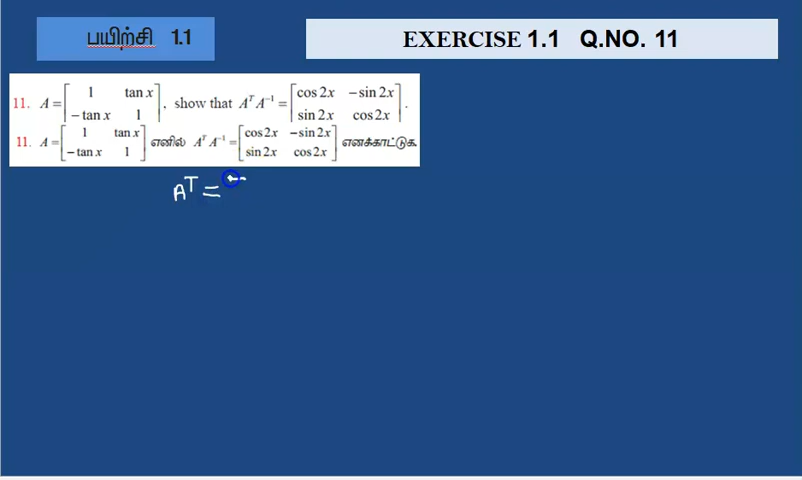 பயிற்சி 1.1
EXERCISE 1.1 Q.NO. 11
11. A = [ 1 tan x ; − tan x 1 ], show that AᵀA⁻¹ = [ cos 2x − sin 2x ; sin 2x cos 2x ].
11. A = [ 1 tan x ; − tan x 1 ] எனில் Aᵀ A⁻¹ = [ cos 2x − sin 2x ; sin 2x cos 2x ] எனக்காட்டுக.
Aᵀ =